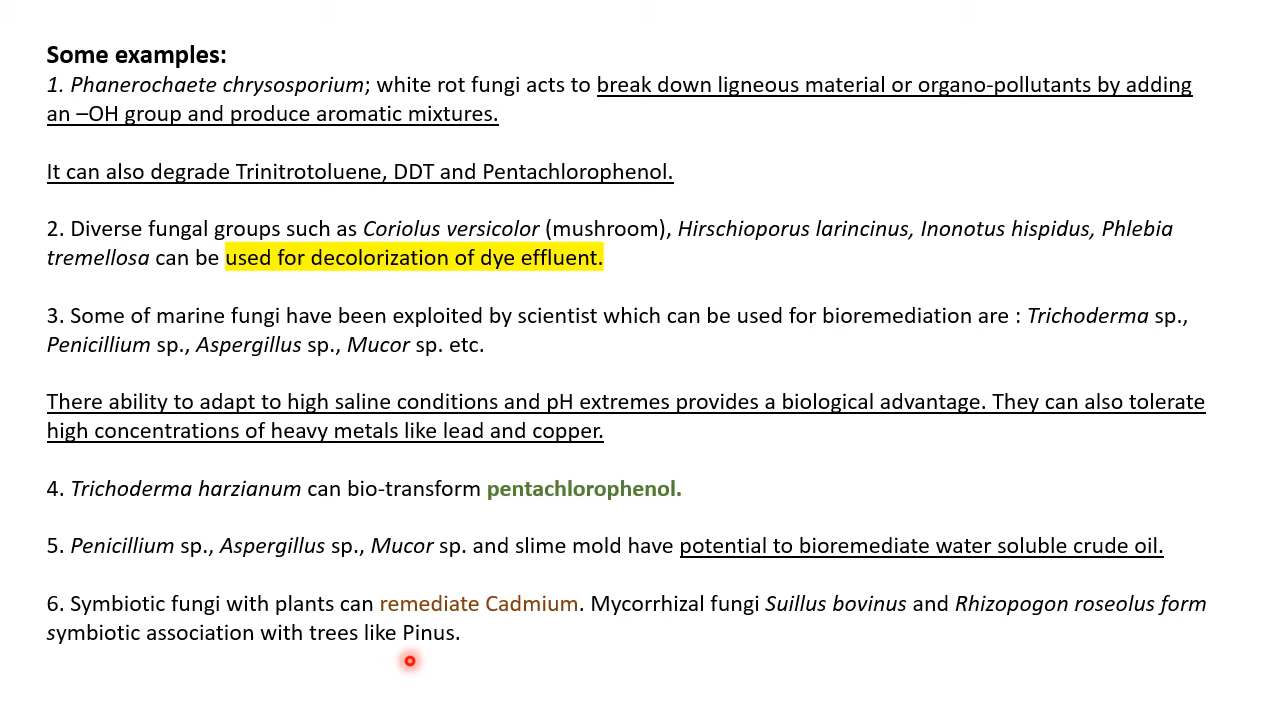 Some examples:
1. Phanerochaete chrysosporium; white rot fungi acts to break down ligneous material or organo-pollutants by adding
an –OH group and produce aromatic mixtures.
It can also degrade Trinitrotoluene, DDT and Pentachlorophenol.
2. Diverse fungal groups such as Coriolus versicolor (mushroom), Hirschioporus larincinus, Inonotus hispidus, Phlebia
tremellosa can be used for decolorization of dye effluent.
3. Some of marine fungi have been exploited by scientist which can be used for bioremediation are : Trichoderma sp.,
Penicillium sp., Aspergillus sp., Mucor sp. etc.
There ability to adapt to high saline conditions and pH extremes provides a biological advantage. They can also tolerate
high concentrations of heavy metals like lead and copper.
4. Trichoderma harzianum can bio-transform pentachlorophenol.
5. Penicillium sp., Aspergillus sp., Mucor sp. and slime mold have potential to bioremediate water soluble crude oil.
6. Symbiotic fungi with plants can remediate Cadmium. Mycorrhizal fungi Suillus bovinus and Rhizopogon roseolus form
symbiotic association with trees like Pinus.